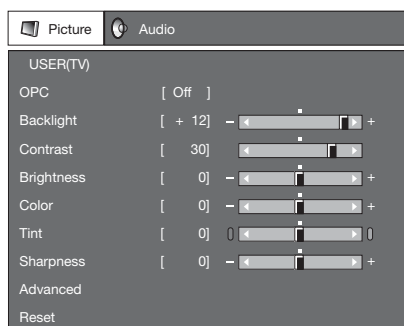 Picture Audio
USER(TV)
OPC [ Off ]
Backlight [ + 12] – +
Contrast [ 30]
Brightness [ 0] – +
Color [ 0] – +
Tint [ 0]
Sharpness [ 0] – +
Advanced
Reset